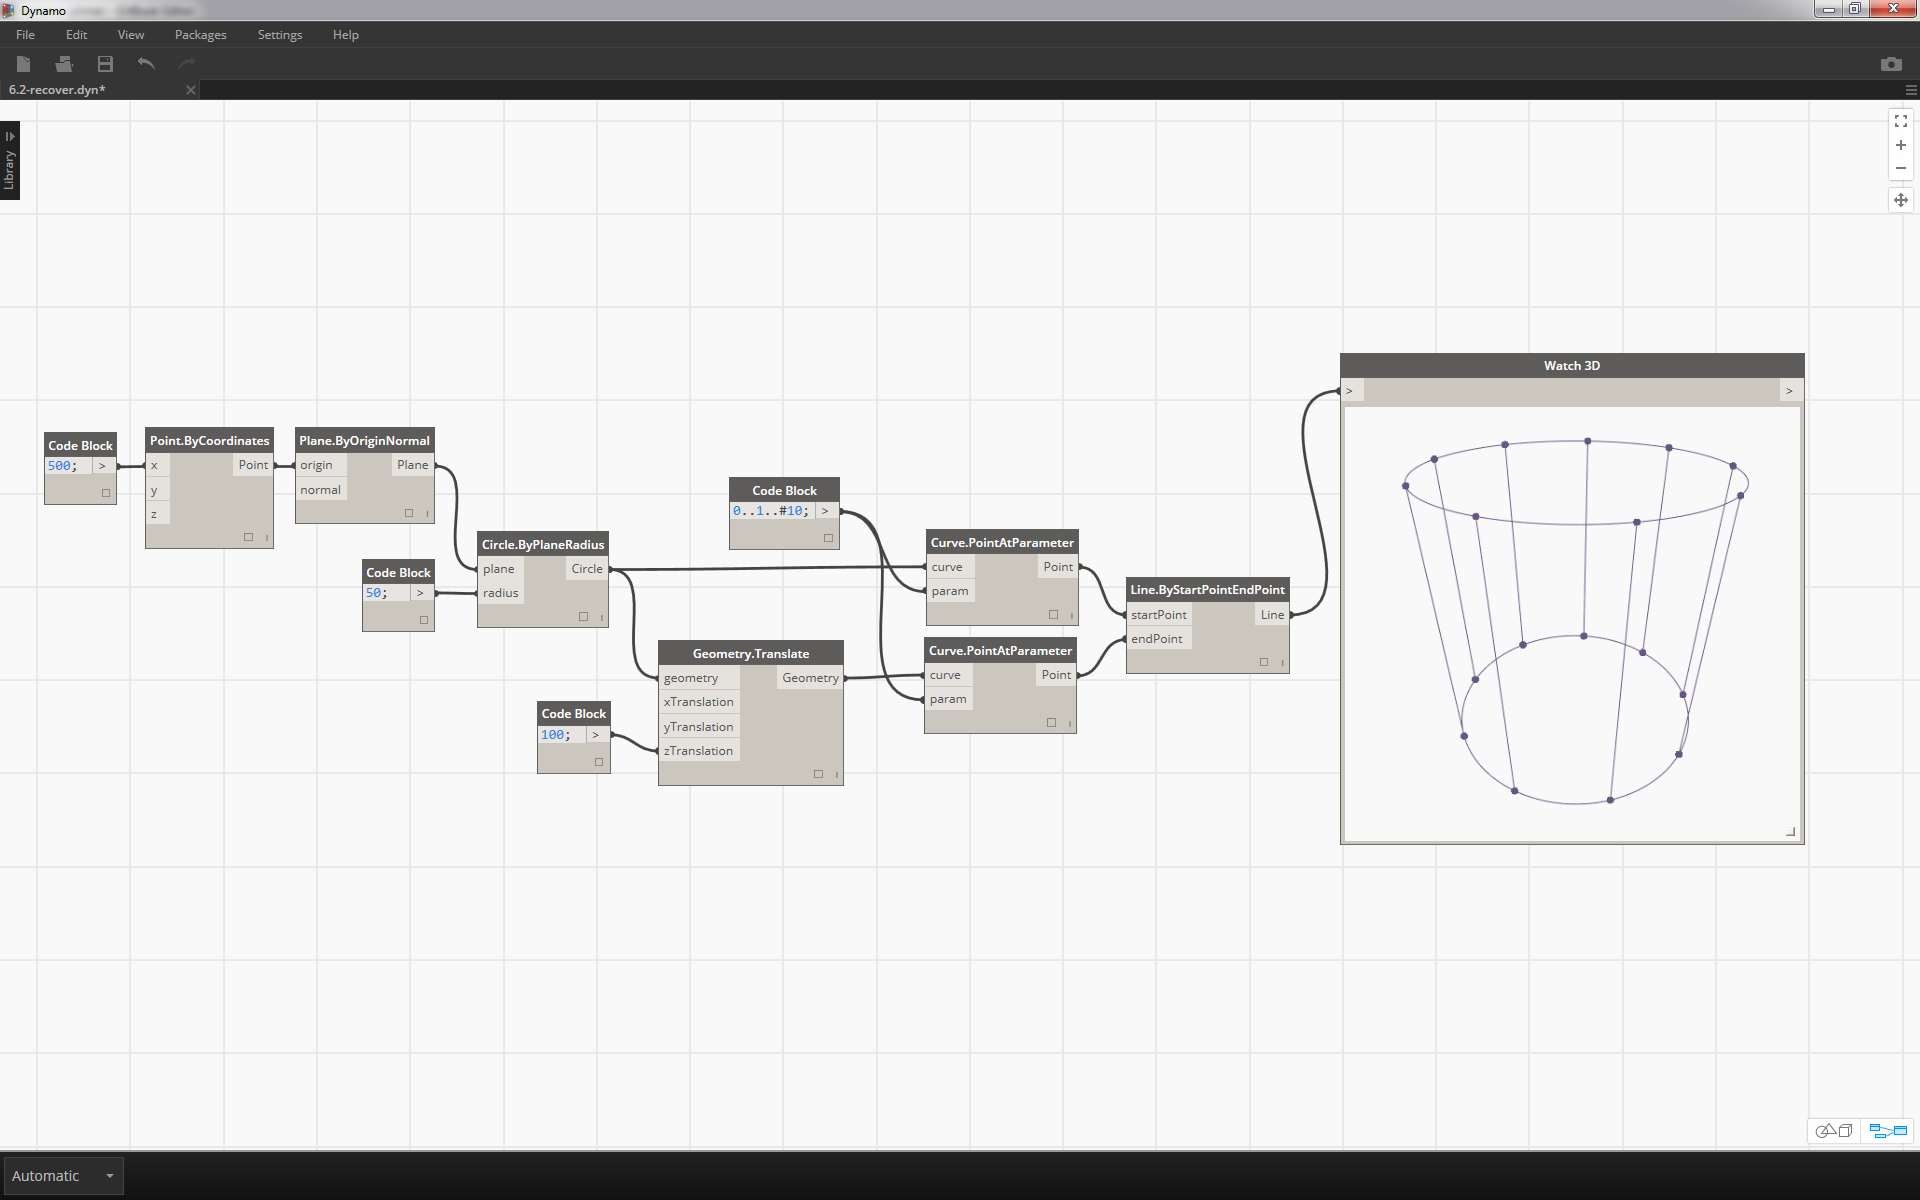 Dynamo
File Edit View Packages Settings Help
6.2-recover.dyn*
Library
Code Block
500; >
Point.ByCoordinates
x Point
y
z
Plane.ByOriginNormal
origin Plane
normal
Code Block
50; >
Circle.ByPlaneRadius
plane Circle
radius
Code Block
100; >
Geometry.Translate
geometry Geometry
xTranslation
yTranslation
zTranslation
Code Block
0..1..#10; >
Curve.PointAtParameter
curve Point
param
Curve.PointAtParameter
curve Point
param
Line.ByStartPointEndPoint
startPoint Line
endPoint
Watch 3D
> >
Automatic